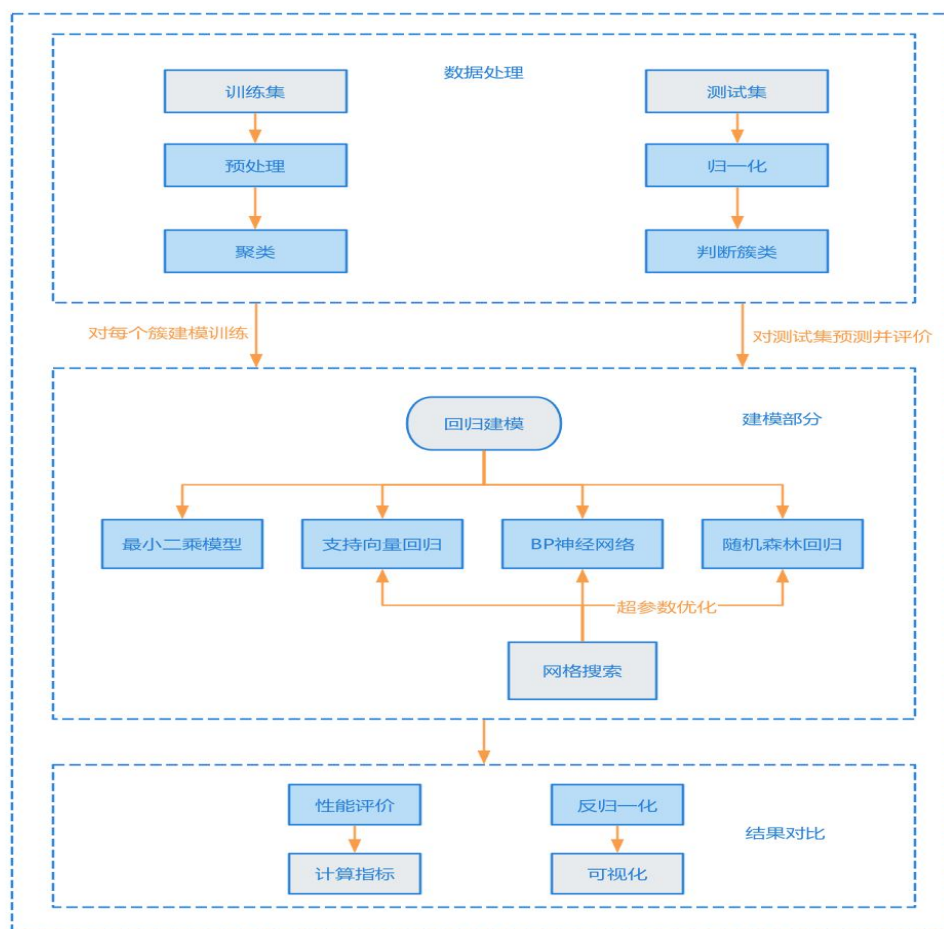 数据处理
训练集
测试集
预处理
归一化
聚类
判断簇类
对每个簇建模训练
对测试集预测并评价
回归建模
建模部分
最小二乘模型
支持向量回归
BP神经网络
随机森林回归
超参数优化
网格搜索
性能评价
反归一化
结果对比
计算指标
可视化